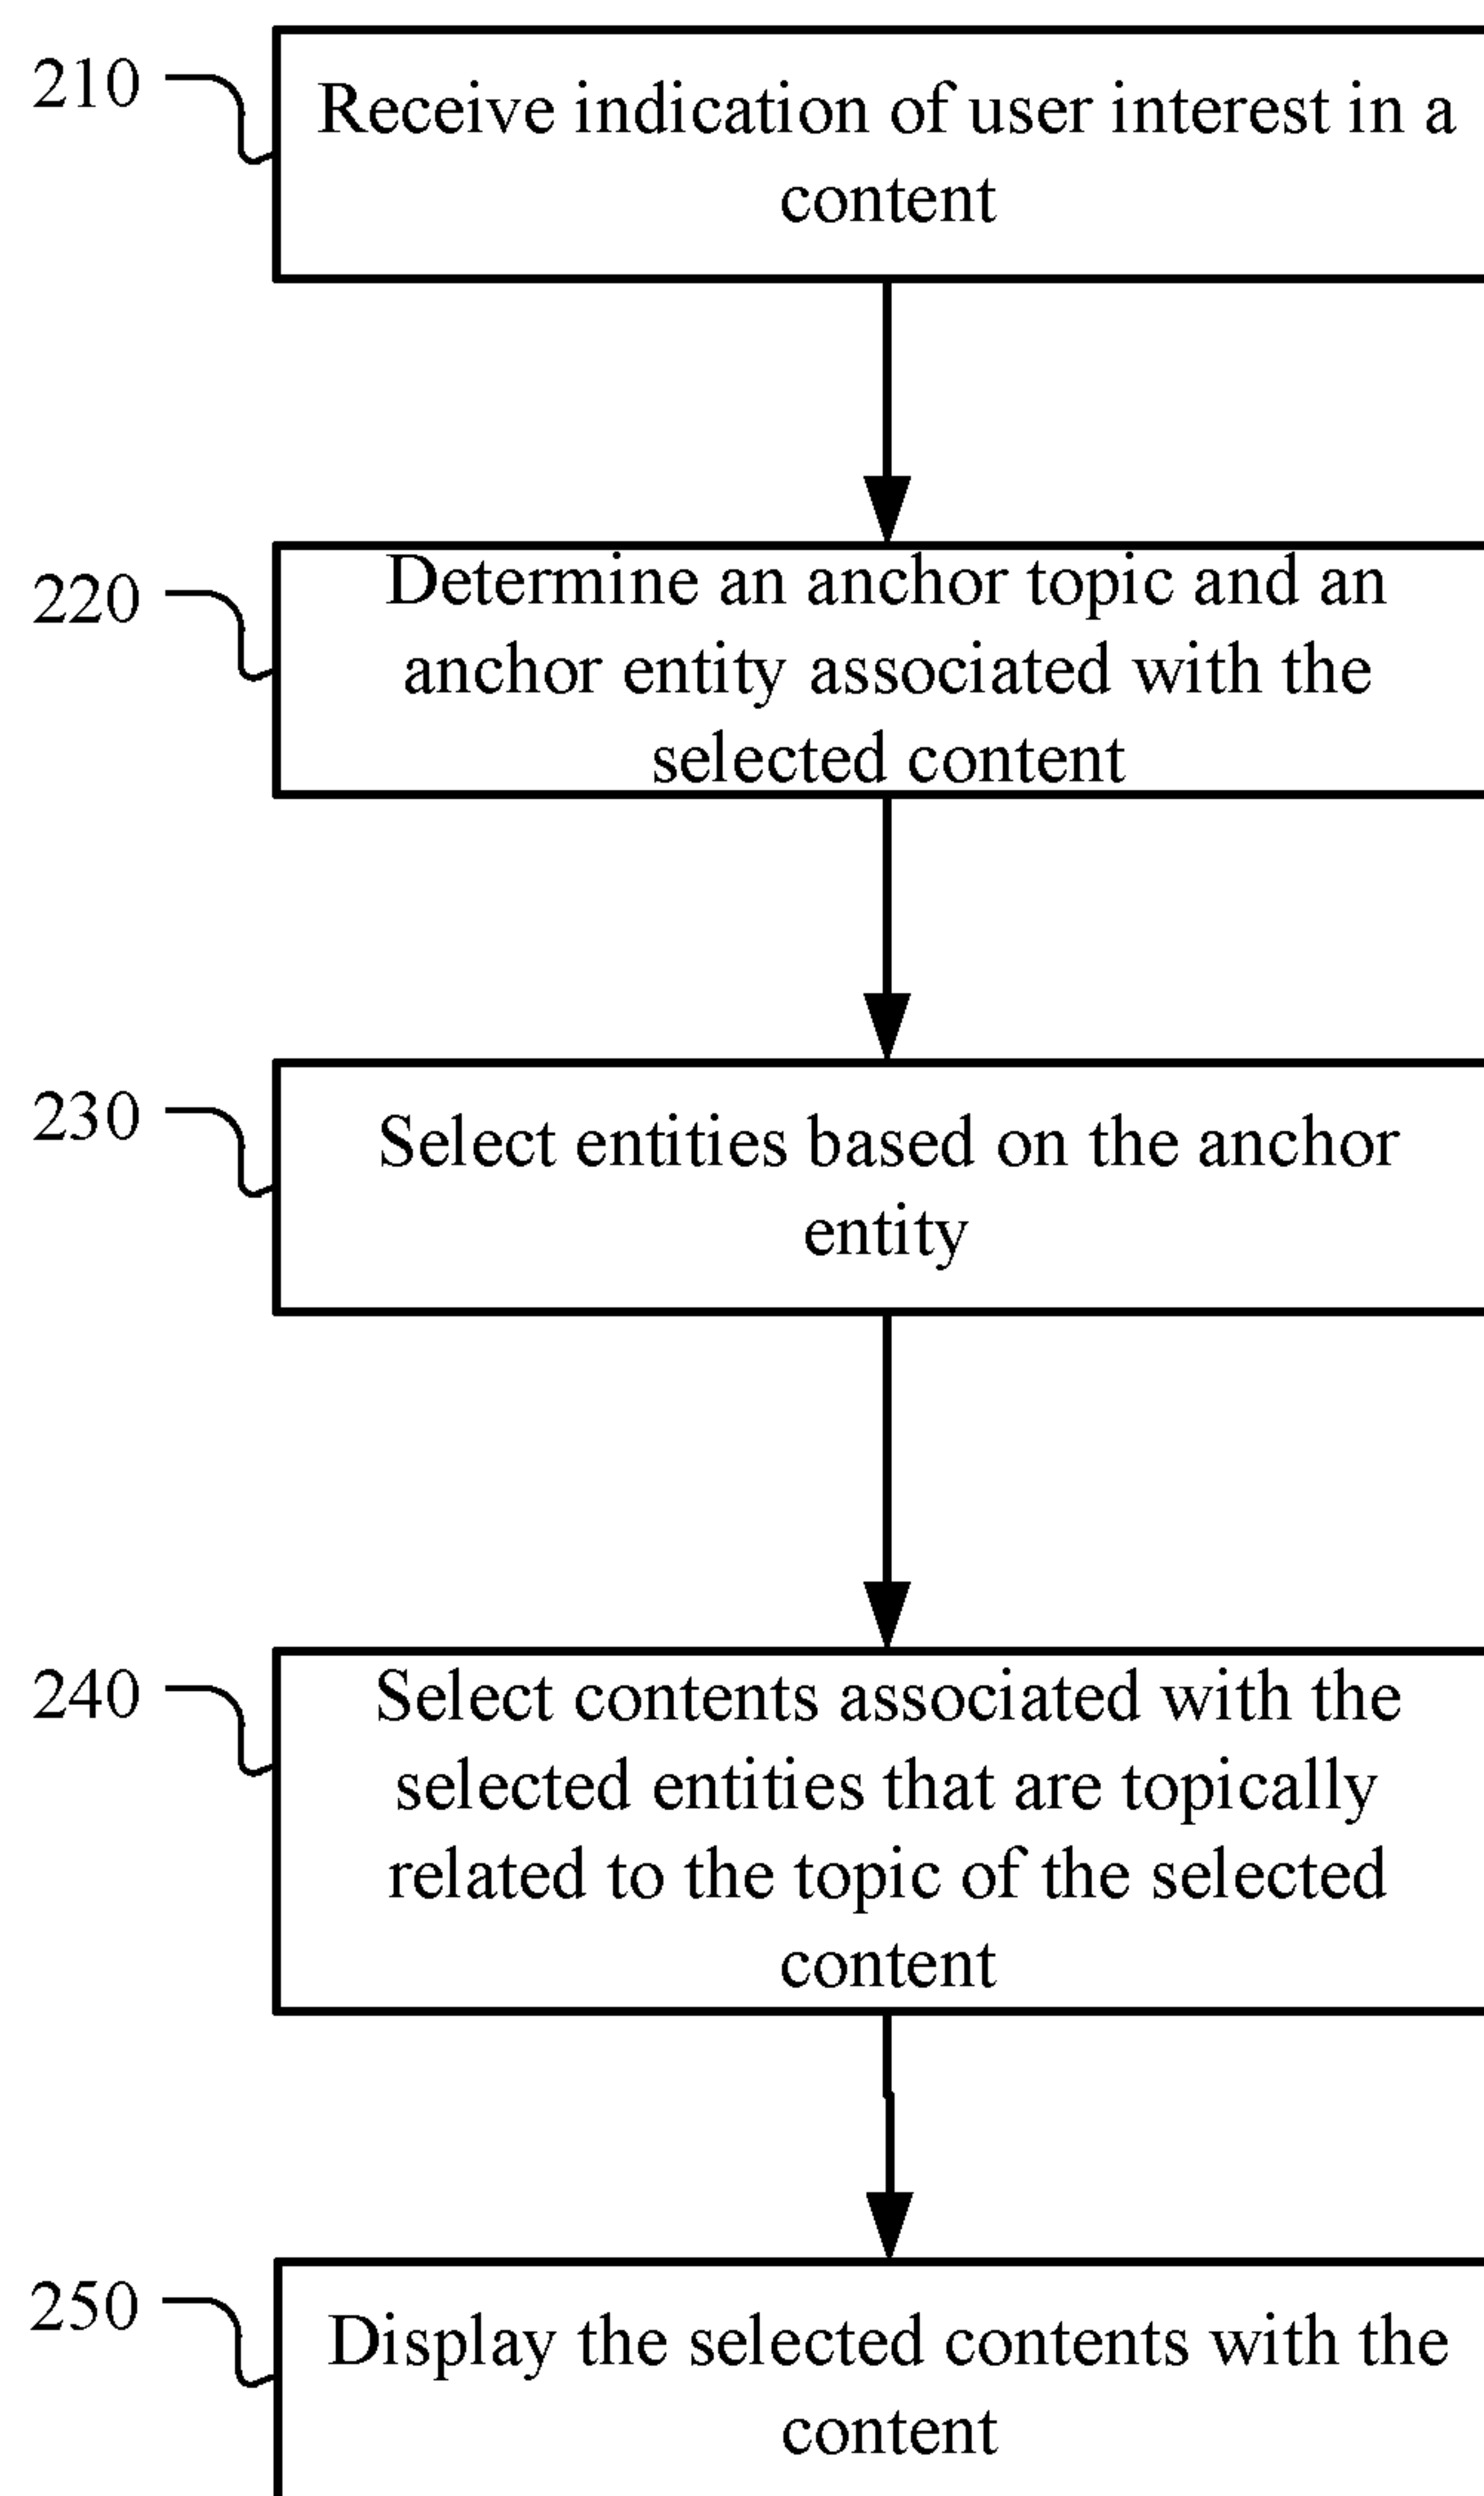 210
Receive indication of user interest in a
content
220
Determine an anchor topic and an
anchor entity associated with the
selected content
230
Select entities based on the anchor
entity
240
Select contents associated with the
selected entities that are topically
related to the topic of the selected
content
250
Display the selected contents with the
content